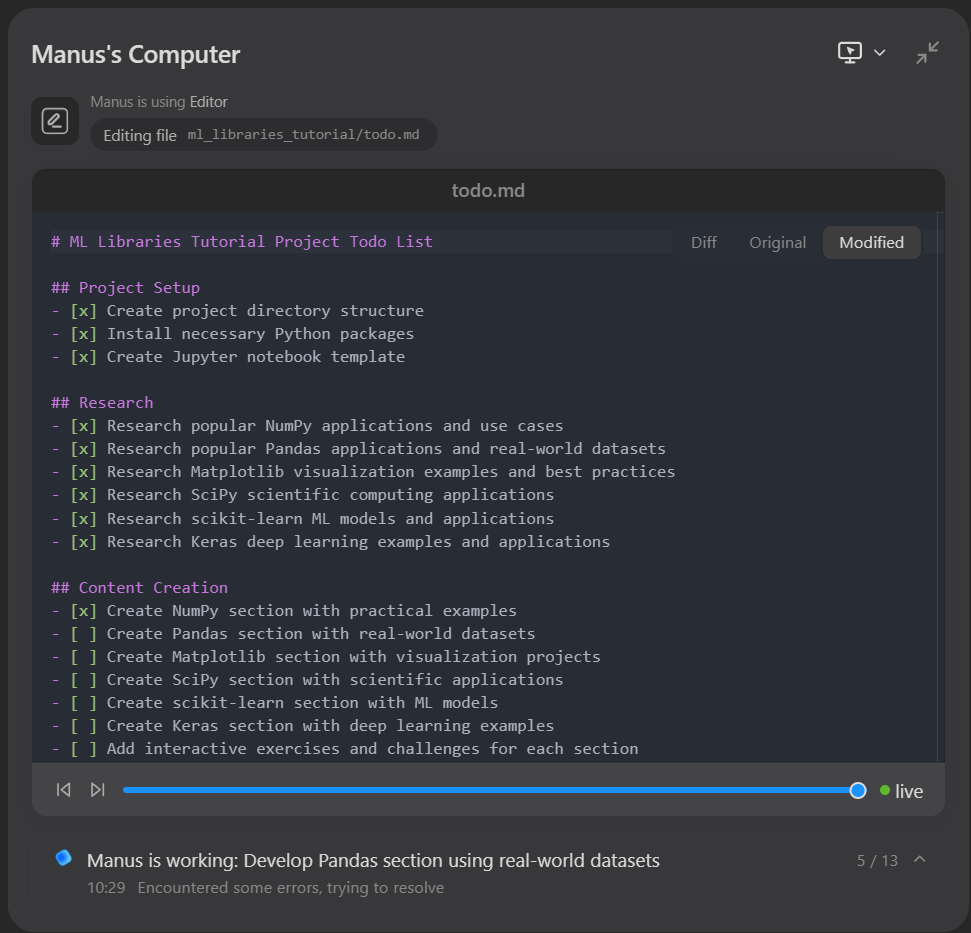 Manus's Computer
Manus is using Editor
Editing file ml_libraries_tutorial/todo.md
todo.md
# ML Libraries Tutorial Project Todo List
Diff Original Modified
## Project Setup
- [x] Create project directory structure
- [x] Install necessary Python packages
- [x] Create Jupyter notebook template
## Research
- [x] Research popular NumPy applications and use cases
- [x] Research popular Pandas applications and real-world datasets
- [x] Research Matplotlib visualization examples and best practices
- [x] Research SciPy scientific computing applications
- [x] Research scikit-learn ML models and applications
- [x] Research Keras deep learning examples and applications
## Content Creation
- [x] Create NumPy section with practical examples
- [ ] Create Pandas section with real-world datasets
- [ ] Create Matplotlib section with visualization projects
- [ ] Create SciPy section with scientific applications
- [ ] Create scikit-learn section with ML models
- [ ] Create Keras section with deep learning examples
- [ ] Add interactive exercises and challenges for each section
live
Manus is working: Develop Pandas section using real-world datasets
5 / 13
10:29 Encountered some errors, trying to resolve